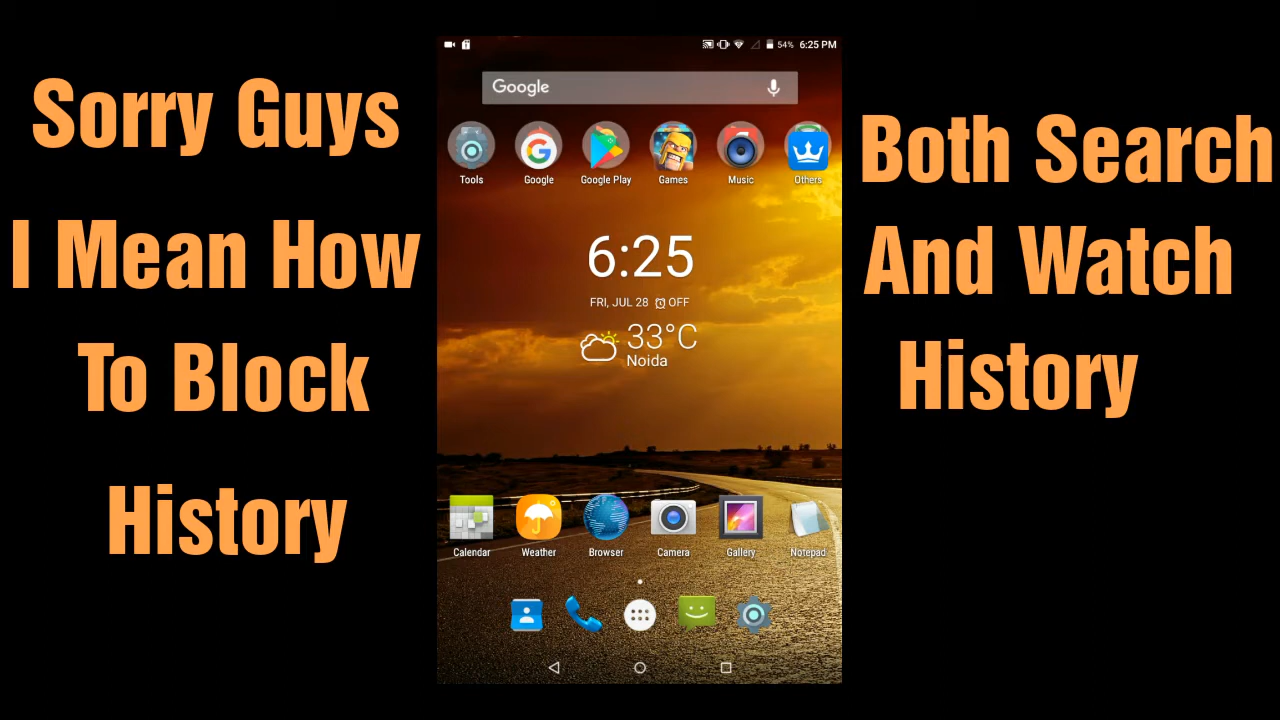 Sorry Guys
I Mean How
To Block
History
54% 6:25 PM
Google
Tools Google Google Play Games Music Others
6:25
FRI, JUL 28 OFF
33°C
Noida
Calendar Weather Browser Camera Gallery Notepad
Both Search
And Watch
History